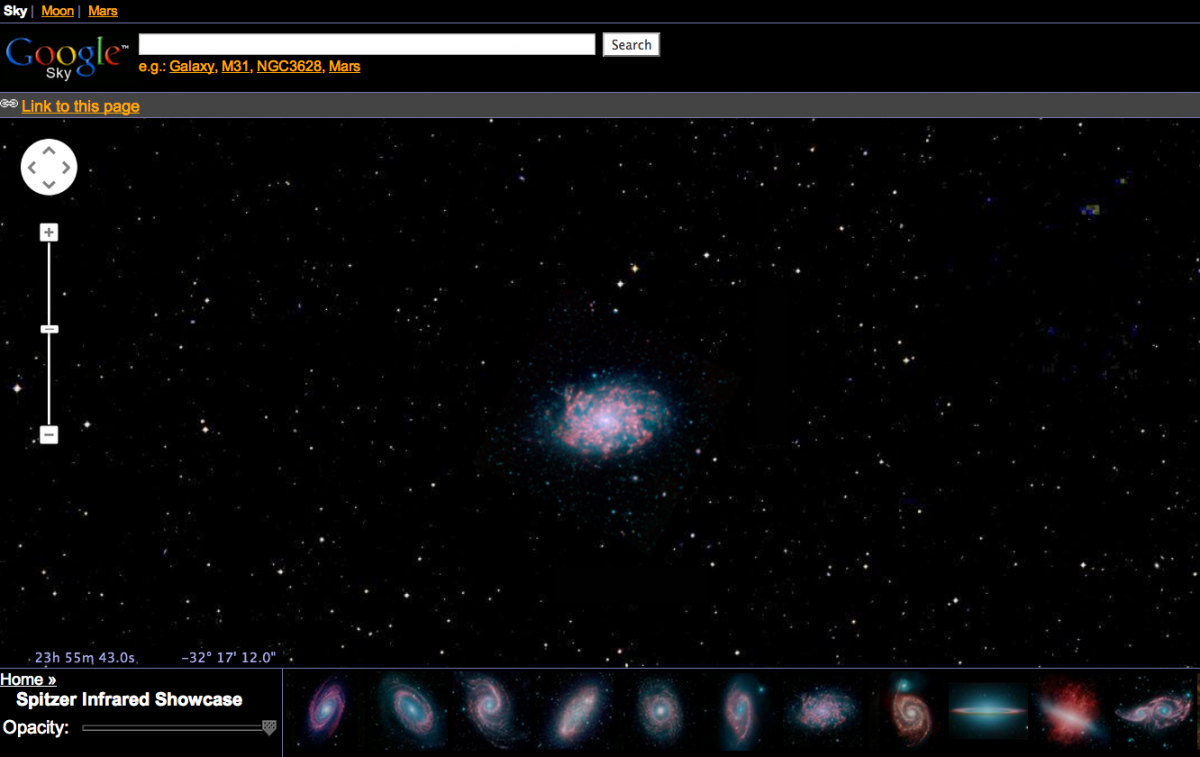 Sky | Moon | Mars
Google™
Sky
Search
e.g.: Galaxy, M31, NGC3628, Mars
Link to this page
23h 55m 43.0s
-32° 17' 12.0"
Home »
Spitzer Infrared Showcase
Opacity: